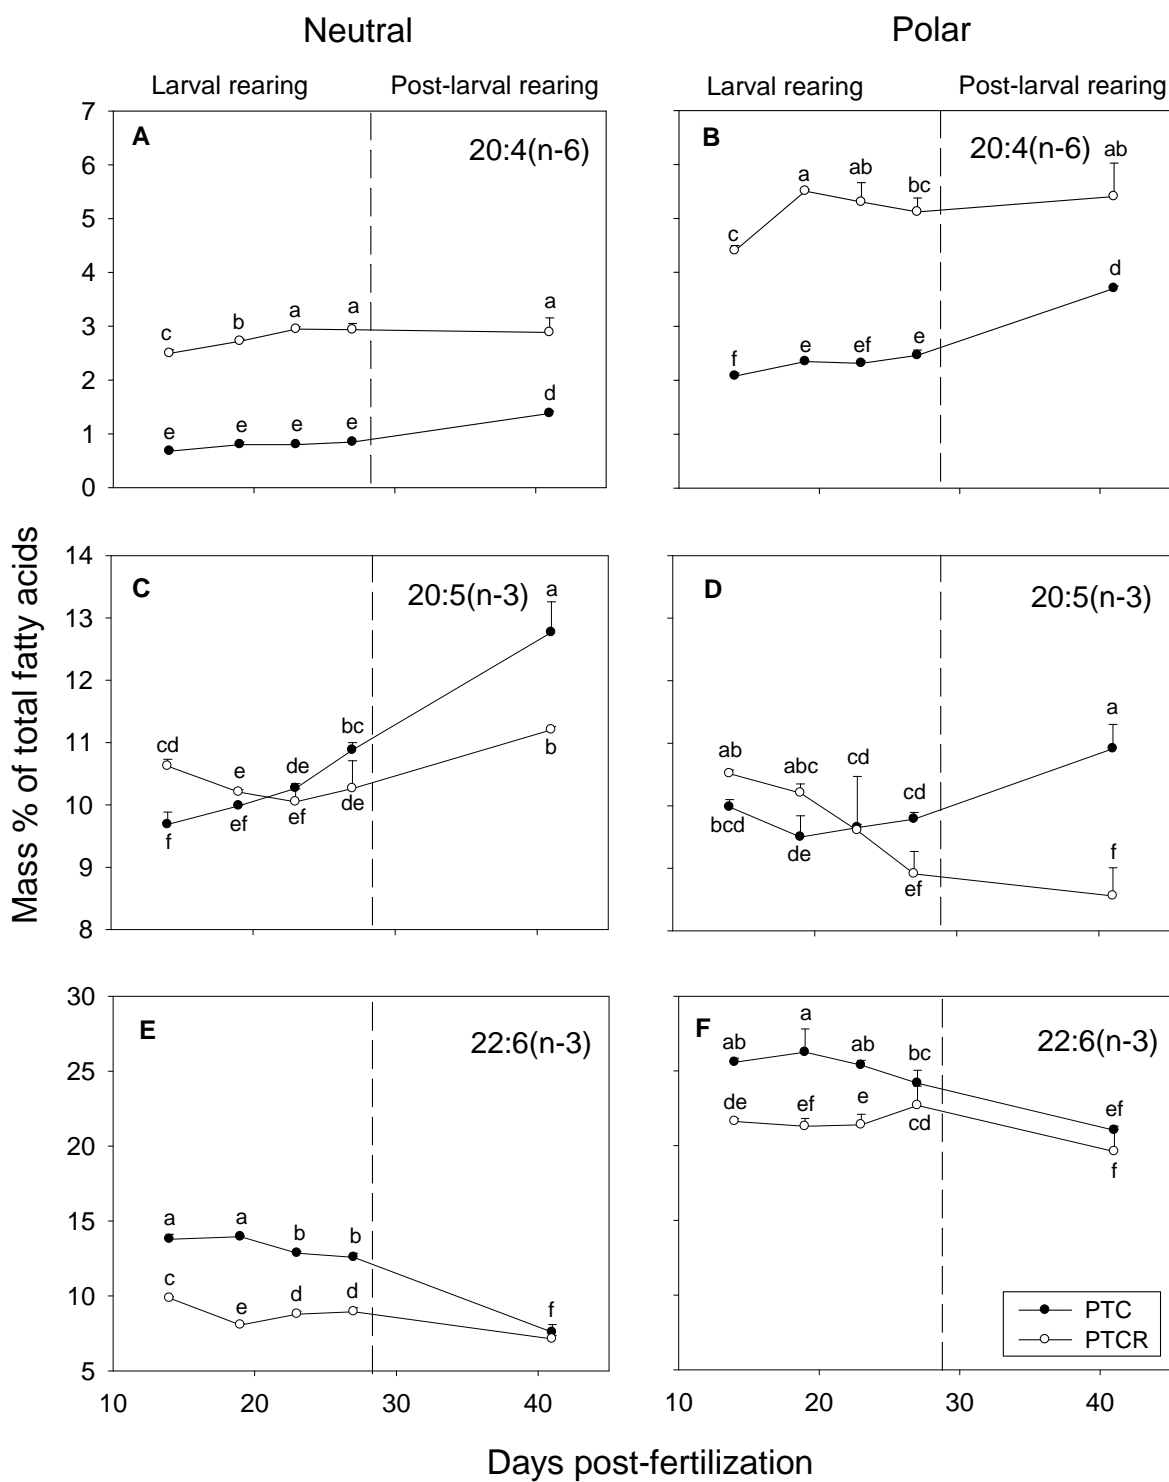 Neutral
Polar
Larval rearing
Post-larval rearing
Larval rearing
Post-larval rearing
7
6
5
4
3
2
1
0
A
20:4(n-6)
c
b
a
a
a
e
e
e
e
d
B
20:4(n-6)
c
a
ab
bc
ab
f
e
ef
e
d
Mass % of total fatty acids
14
13
12
11
10
9
8
C
20:5(n-3)
cd
e
de
bc
a
f
ef
ef
de
b
D
20:5(n-3)
ab
abc
cd
cd
a
bcd
de
ef
f
30
25
20
15
10
5
E
22:6(n-3)
a
a
b
b
c
e
d
d
f
F
22:6(n-3)
ab
a
ab
bc
ef
de
ef
e
cd
f
PTC
PTCR
10
20
30
40
10
20
30
40
Days post-fertilization